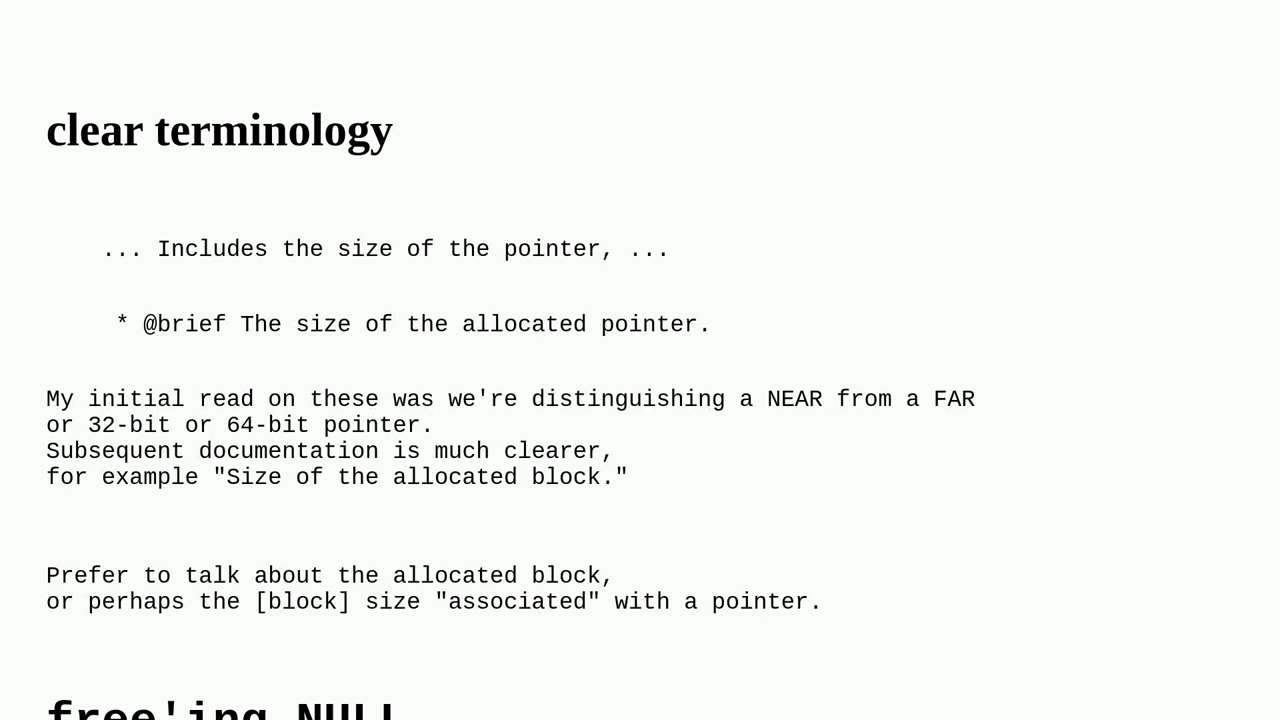 clear terminology
... Includes the size of the pointer, ...
* @brief The size of the allocated pointer.
My initial read on these was we're distinguishing a NEAR from a FAR
or 32-bit or 64-bit pointer.
Subsequent documentation is much clearer,
for example "Size of the allocated block."
Prefer to talk about the allocated block,
or perhaps the [block] size "associated" with a pointer.
free'ing NULL